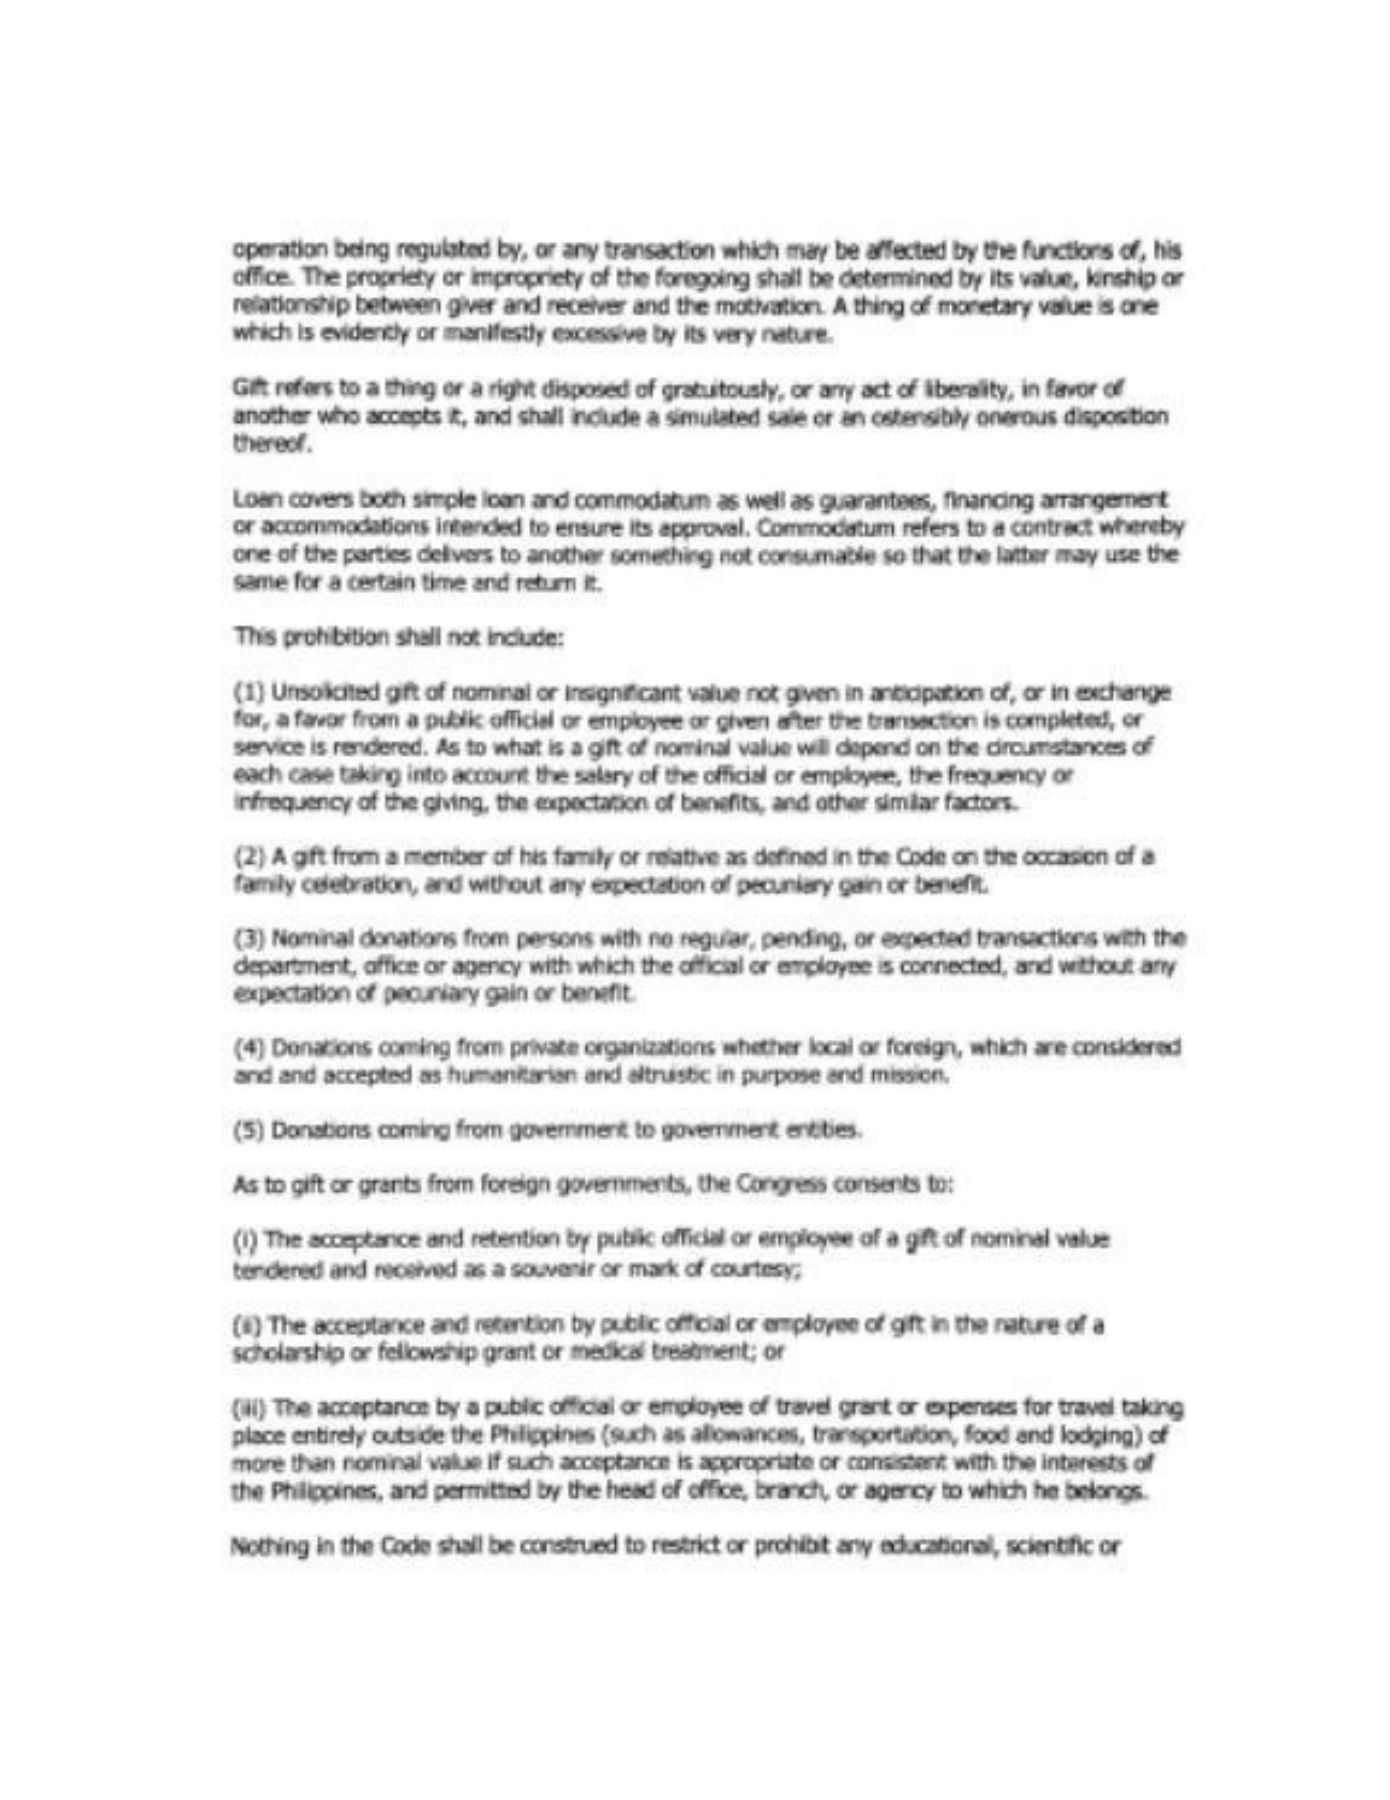 operation being regulated by, or any transaction which may be affected by the functions of, his
office. The propriety or impropriety of the foregoing shall be determined by its value, kinship or
relationship between giver and receiver and the motivation. A thing of monetary value is one
which is evidently or manifestly excessive by its very nature.
Gift refers to a thing or a right disposed of gratuitously, or any act of liberality, in favor of
another who accepts it, and shall include a simulated sale or an ostensibly onerous disposition
thereof.
Loan covers both simple loan and commodatum as well as guarantees, financing arrangement
or accommodations intended to ensure its approval. Commodatum refers to a contract whereby
one of the parties delivers to another something not consumable so that the latter may use the
same for a certain time and return it.
This prohibition shall not include:
(1) Unsolicited gift of nominal or insignificant value not given in anticipation of, or in exchange
for, a favor from a public official or employee or given after the transaction is completed, or
service is rendered. As to what is a gift of nominal value will depend on the circumstances of
each case taking into account the salary of the official or employee, the frequency or
infrequency of the giving, the expectation of benefits, and other similar factors.
(2) A gift from a member of his family or relative as defined in the Code on the occasion of a
family celebration, and without any expectation of pecuniary gain or benefit.
(3) Nominal donations from persons with no regular, pending, or expected transactions with the
department, office or agency with which the official or employee is connected, and without any
expectation of pecuniary gain or benefit.
(4) Donations coming from private organizations whether local or foreign, which are considered
and and accepted as humanitarian and altruistic in purpose and mission.
(5) Donations coming from government to government entities.
As to gift or grants from foreign governments, the Congress consents to:
(i) The acceptance and retention by public official or employee of a gift of nominal value
tendered and received as a souvenir or mark of courtesy;
(ii) The acceptance and retention by public official or employee of gift in the nature of a
scholarship or fellowship grant or medical treatment; or
(iii) The acceptance by a public official or employee of travel grant or expenses for travel taking
place entirely outside the Philippines (such as allowances, transportation, food and lodging) of
more than nominal value if such acceptance is appropriate or consistent with the interests of
the Philippines, and permitted by the head of office, branch, or agency to which he belongs.
Nothing in the Code shall be construed to restrict or prohibit any educational, scientific or